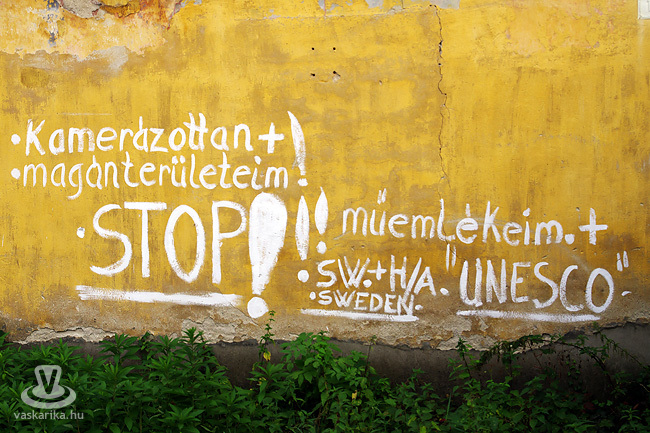 •Kamerázottan+
•magánterületeim!
•STOP!!!
műemLékeim.+
•SW.+H/A.
•SWEDEN•
"UNESCO".
vaskarika.hu